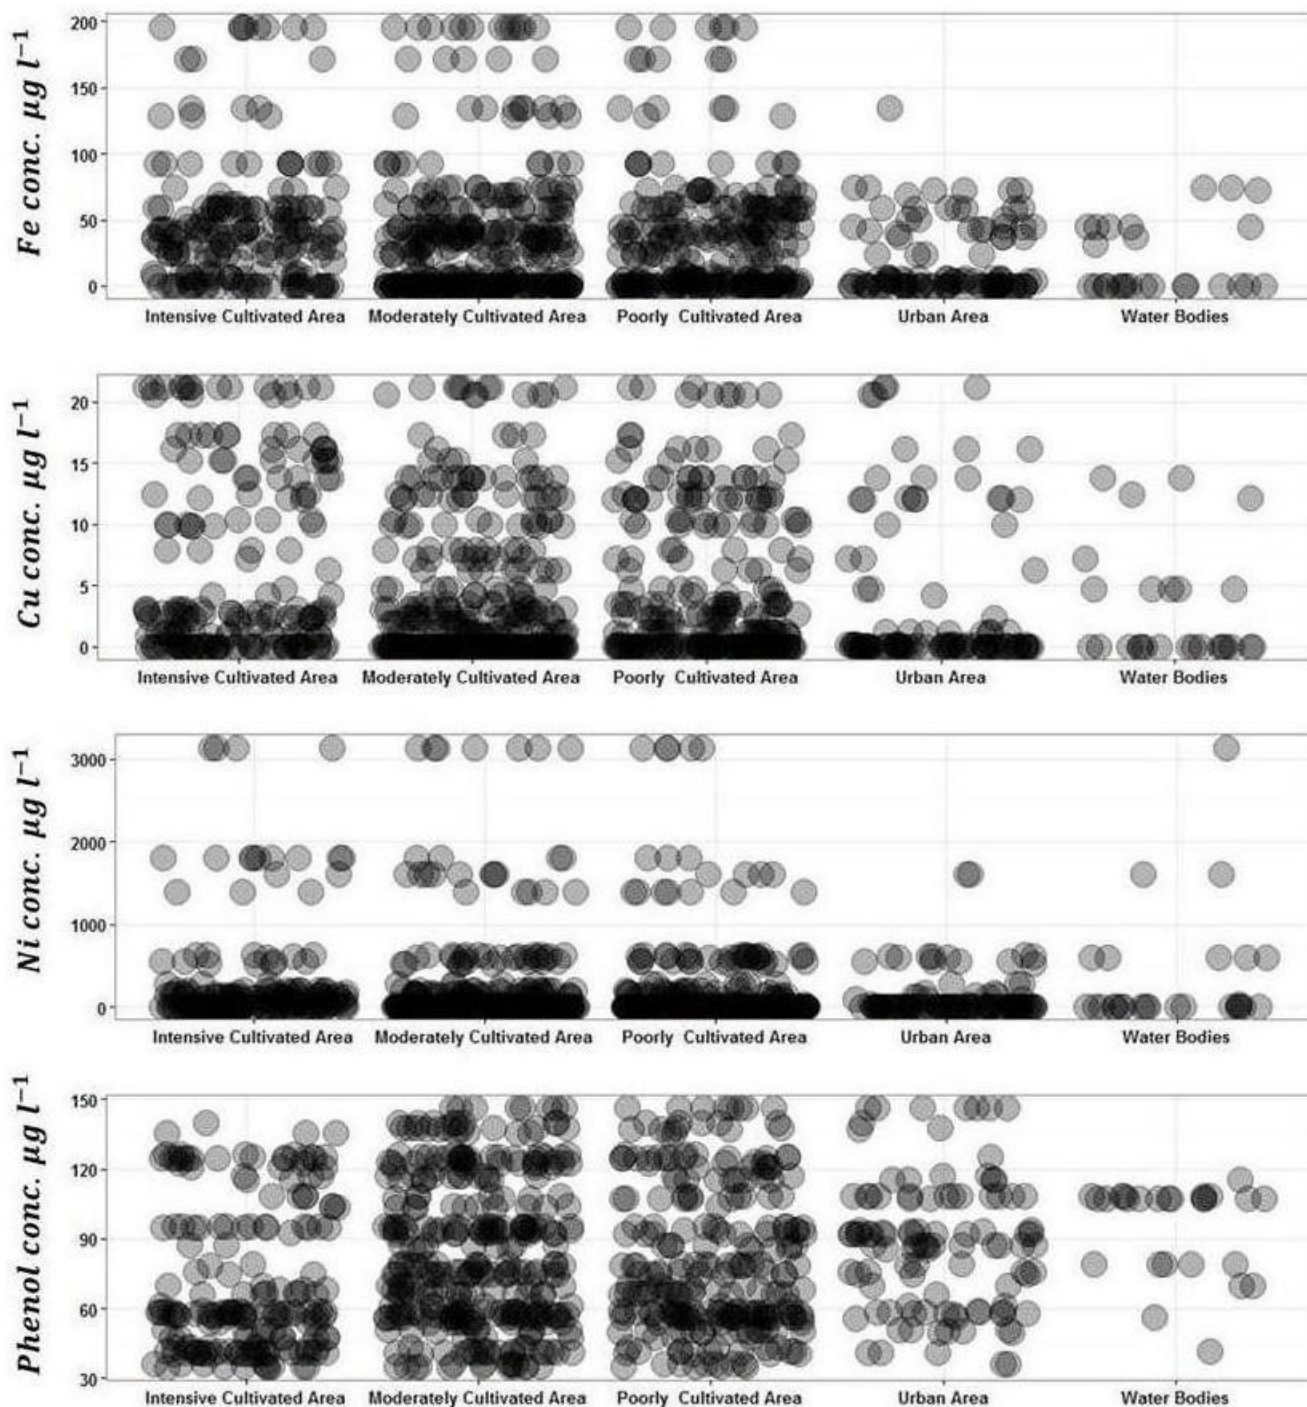 Fe conc. µg l⁻¹
200
150
100
50
0
Intensive Cultivated Area Moderately Cultivated Area Poorly Cultivated Area Urban Area Water Bodies
Cu conc. µg l⁻¹
20
15
10
5
0
Intensive Cultivated Area Moderately Cultivated Area Poorly Cultivated Area Urban Area Water Bodies
Ni conc. µg l⁻¹
3000
2000
1000
0
Intensive Cultivated Area Moderately Cultivated Area Poorly Cultivated Area Urban Area Water Bodies
Phenol conc. µg l⁻¹
150
120
90
60
30
Intensive Cultivated Area Moderately Cultivated Area Poorly Cultivated Area Urban Area Water Bodies